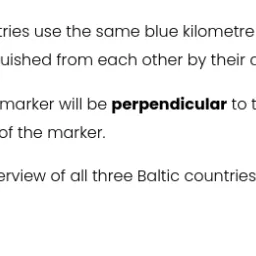 tries use the same blue kilometre
uished from each other by their
marker will be perpendicular to
of the marker.
erview of all three Baltic countries